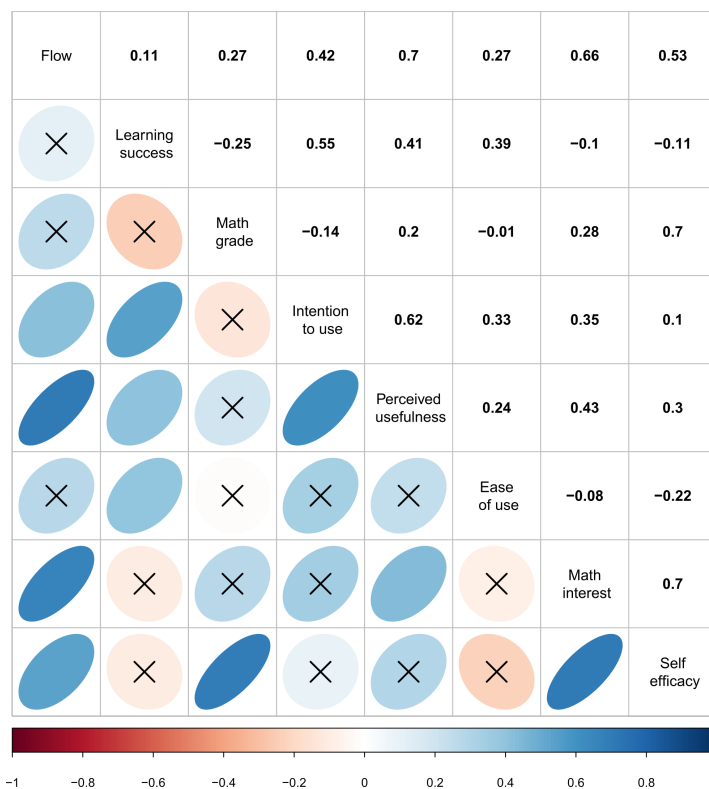 Flow 0.11 0.27 0.42 0.7 0.27 0.66 0.53
Learning
success
−0.25 0.55 0.41 0.39 −0.1 −0.11
Math
grade
−0.14 0.2 −0.01 0.28 0.7
Intention
to use
0.62 0.33 0.35 0.1
Perceived
usefulness
0.24 0.43 0.3
Ease
of use
−0.08 −0.22
Math
interest
0.7
Self
efficacy
−1 −0.8 −0.6 −0.4 −0.2 0 0.2 0.4 0.6 0.8